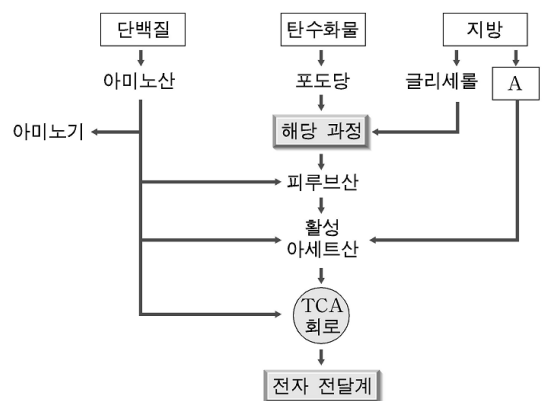 단백질
탄수화물
지방
아미노산
포도당
글리세롤
A
아미노기
해당 과정
피루브산
활성
아세트산
TCA
회로
전자 전달계